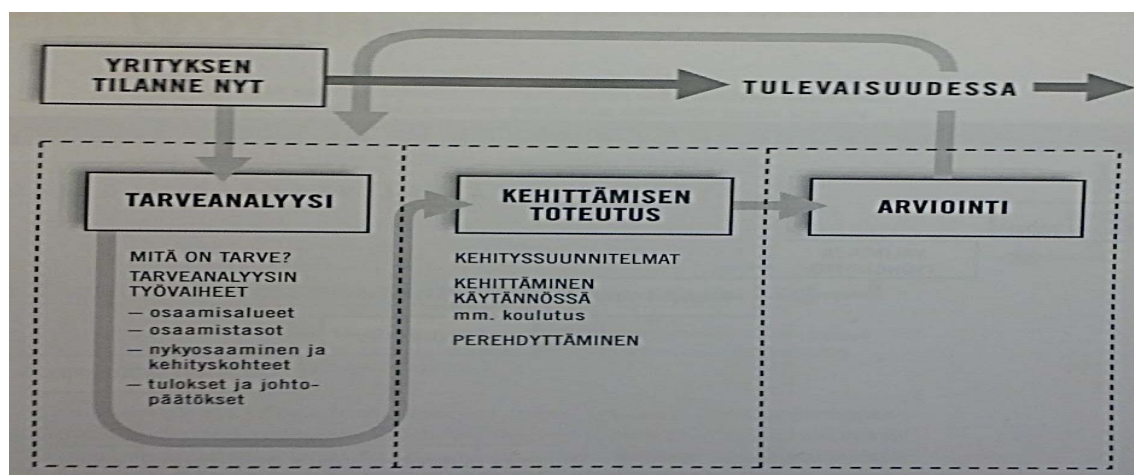 YRITYKSEN
TILANNE NYT
TULEVAISUUDESSA
TARVEANALYYSI
MITÄ ON TARVE?
TARVEANALYYSIN
TYÖVAIHEET
– osaamisalueet
– osaamistasot
– nykyosaaminen ja
kehityskohteet
– tulokset ja johto-
päätökset
KEHITTÄMISEN
TOTEUTUS
KEHITYSSUUNNITELMAT
KEHITTÄMINEN
KÄYTÄNNÖSSÄ
mm. koulutus
PEREHDYTTÄMINEN
ARVIOINTI